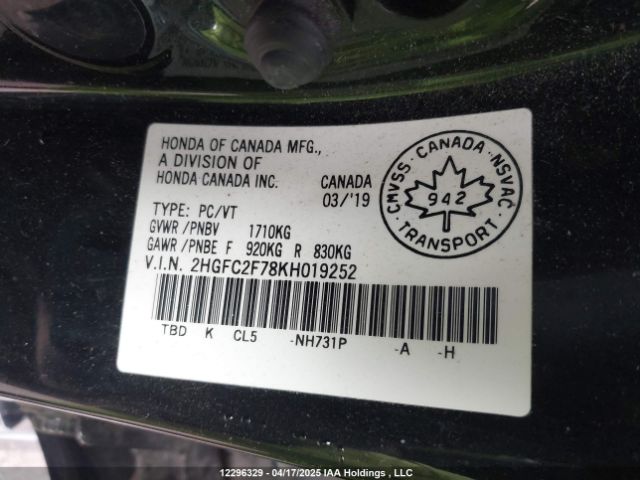 HONDA OF CANADA MFG.,
A DIVISION OF
HONDA CANADA INC. CANADA
03/'19
TYPE: PC/VT
GVWR /PNBV 1710KG
GAWR /PNBE F 920KG R 830KG
V.I.N. 2HGFC2F78KH019252
TBD K CL5 -NH731P -A -H
CMVSS · CANADA · NSVAC
942
· TRANSPORT ·
12296329 - 04/17/2025 IAA Holdings , LLC